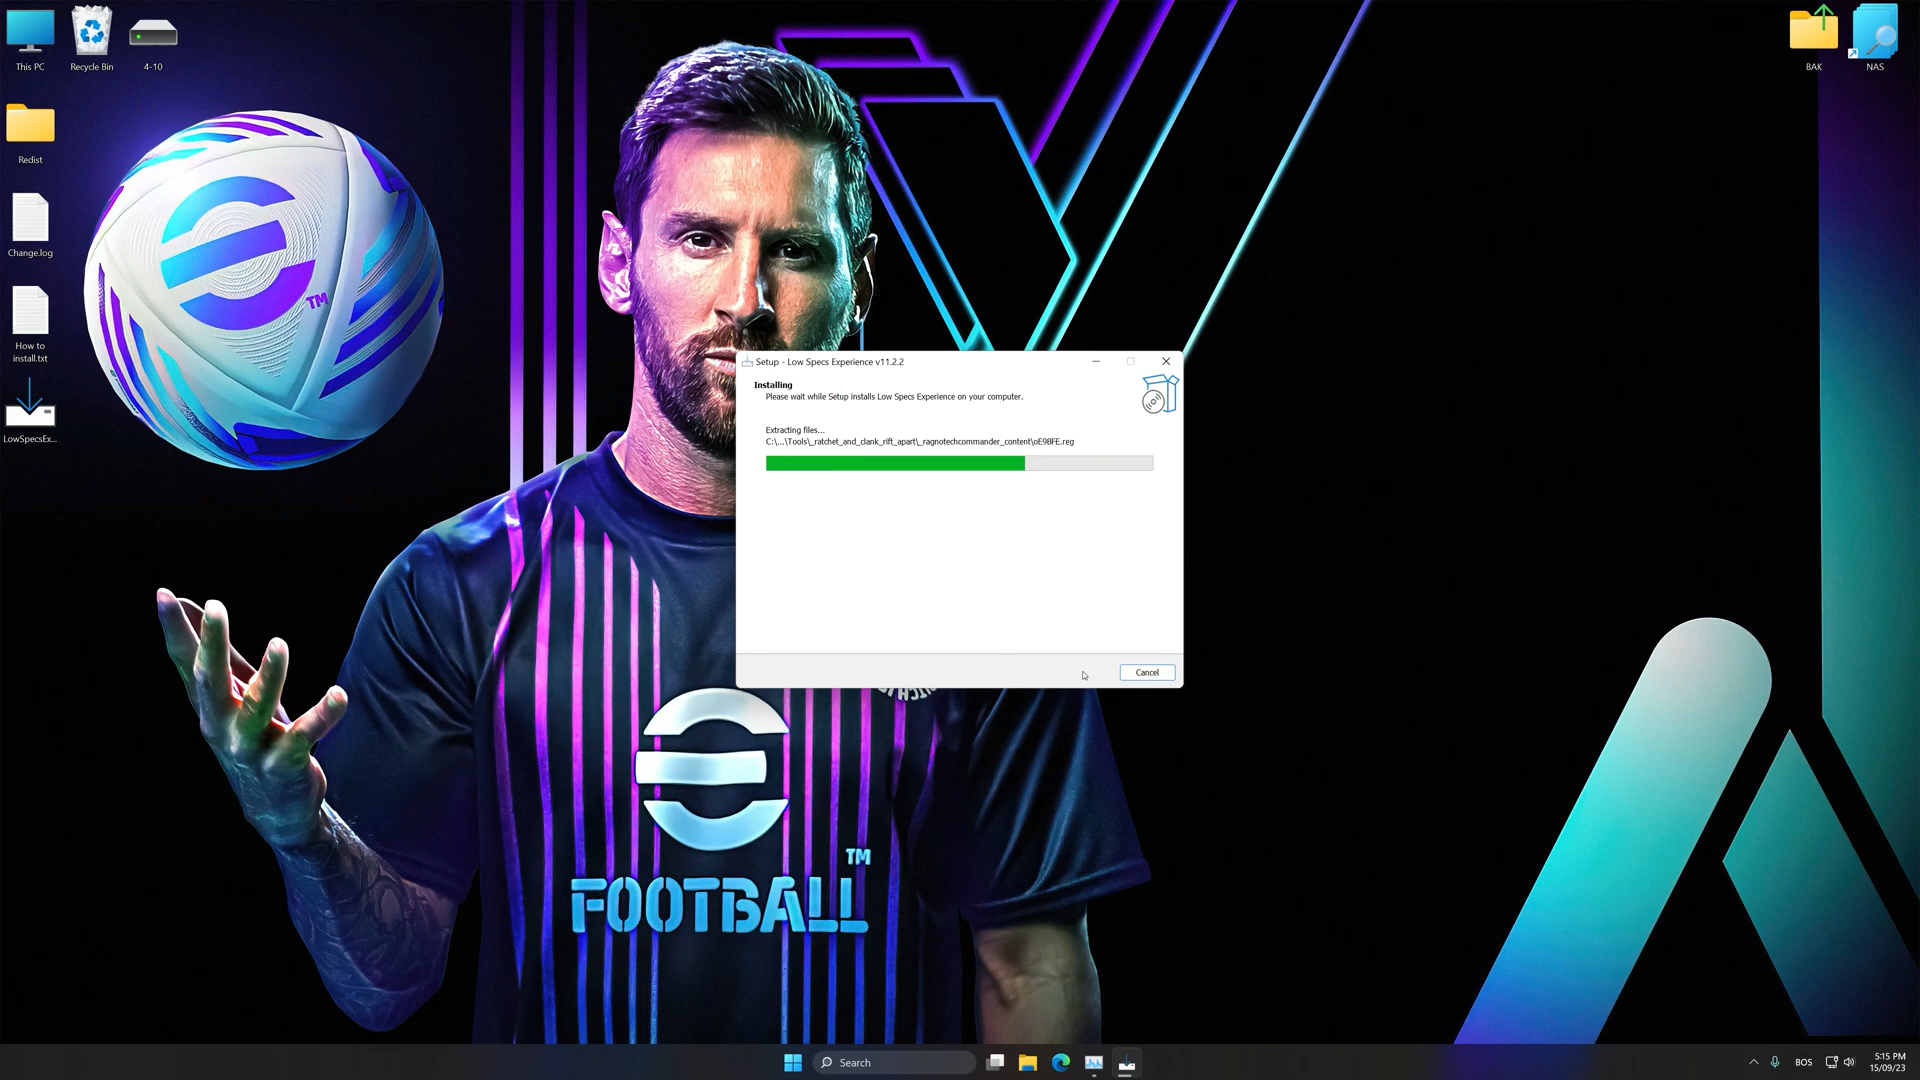 This PC
Recycle Bin
4-10
BAK
NAS
Redist
Change.log
How to
install.txt
LowSpecsEx...
TM
Setup - Low Specs Experience v11.2.2
Installing
Please wait while Setup installs Low Specs Experience on your computer.
Extracting files...
C:\...\Tools\_ratchet_and_clank_rift_apart\_ragnotechcommander_content\oE9BFE.reg
Cancel
TM
FOOTBALL
Search
BOS
5:15 PM
15/09/23